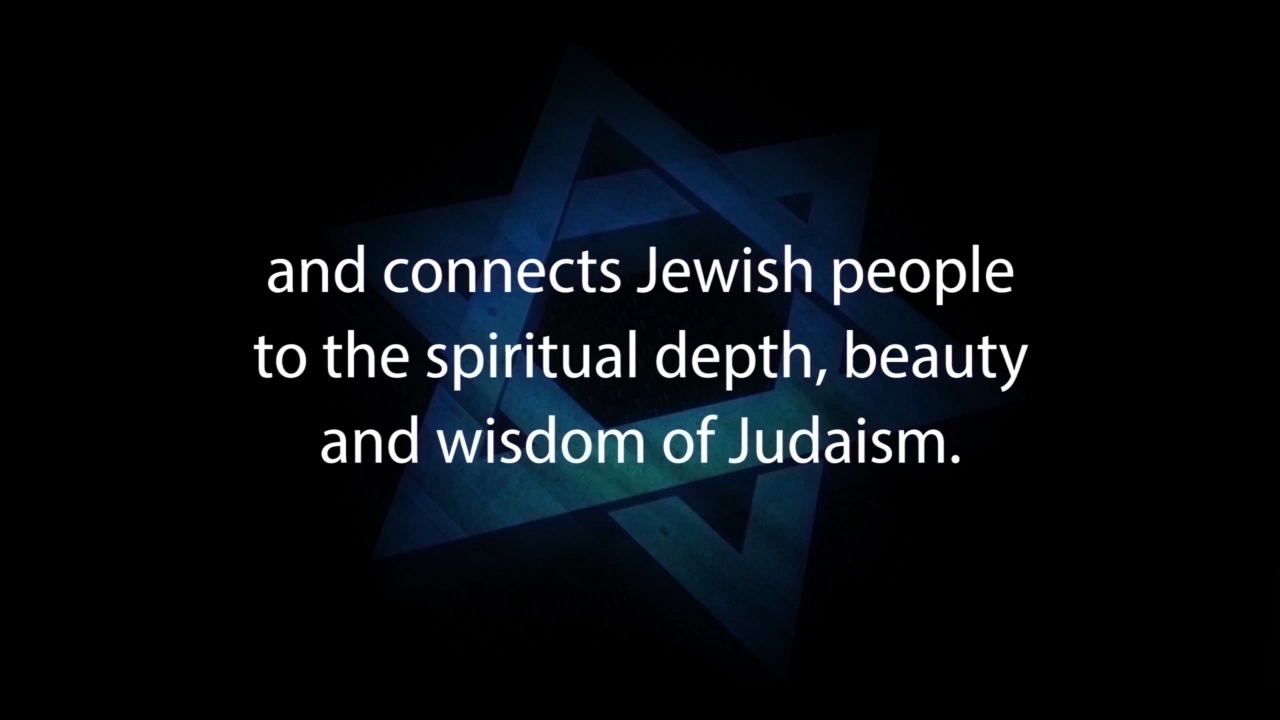 and connects Jewish people
to the spiritual depth, beauty
and wisdom of Judaism.